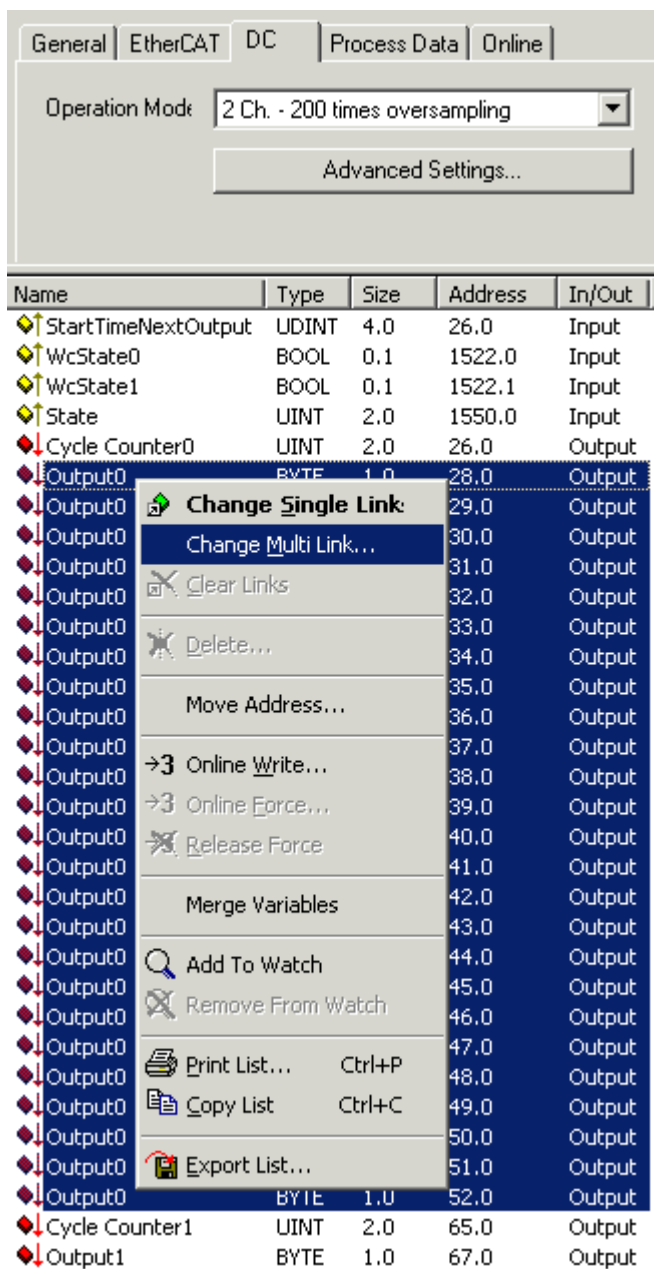 General EtherCAT DC Process Data Online
Operation Mode 2 Ch. - 200 times oversampling
Advanced Settings...
Name Type Size Address In/Out
StartTimeNextOutput UDINT 4.0 26.0 Input
WcState0 BOOL 0.1 1522.0 Input
WcState1 BOOL 0.1 1522.1 Input
State UINT 2.0 1550.0 Input
Cycle Counter0 UINT 2.0 26.0 Output
Output0 BYTE 1.0 28.0 Output
Output0 Change Single Link: 29.0 Output
Output0 Change Multi Link... 30.0 Output
Output0 31.0 Output
Output0 Clear Links 32.0 Output
Output0 33.0 Output
Output0 Delete... 34.0 Output
Output0 35.0 Output
Output0 Move Address... 36.0 Output
Output0 37.0 Output
Output0 →3 Online Write... 38.0 Output
Output0 →3 Online Force... 39.0 Output
Output0 Release Force 40.0 Output
Output0 41.0 Output
Output0 Merge Variables 42.0 Output
Output0 43.0 Output
Output0 Add To Watch 44.0 Output
Output0 45.0 Output
Output0 Remove From Watch 46.0 Output
Output0 47.0 Output
Output0 Print List... Ctrl+P 48.0 Output
Output0 Copy List Ctrl+C 49.0 Output
Output0 50.0 Output
Output0 Export List... 51.0 Output
Output0 BYTE 1.0 52.0 Output
Cycle Counter1 UINT 2.0 65.0 Output
Output1 BYTE 1.0 67.0 Output